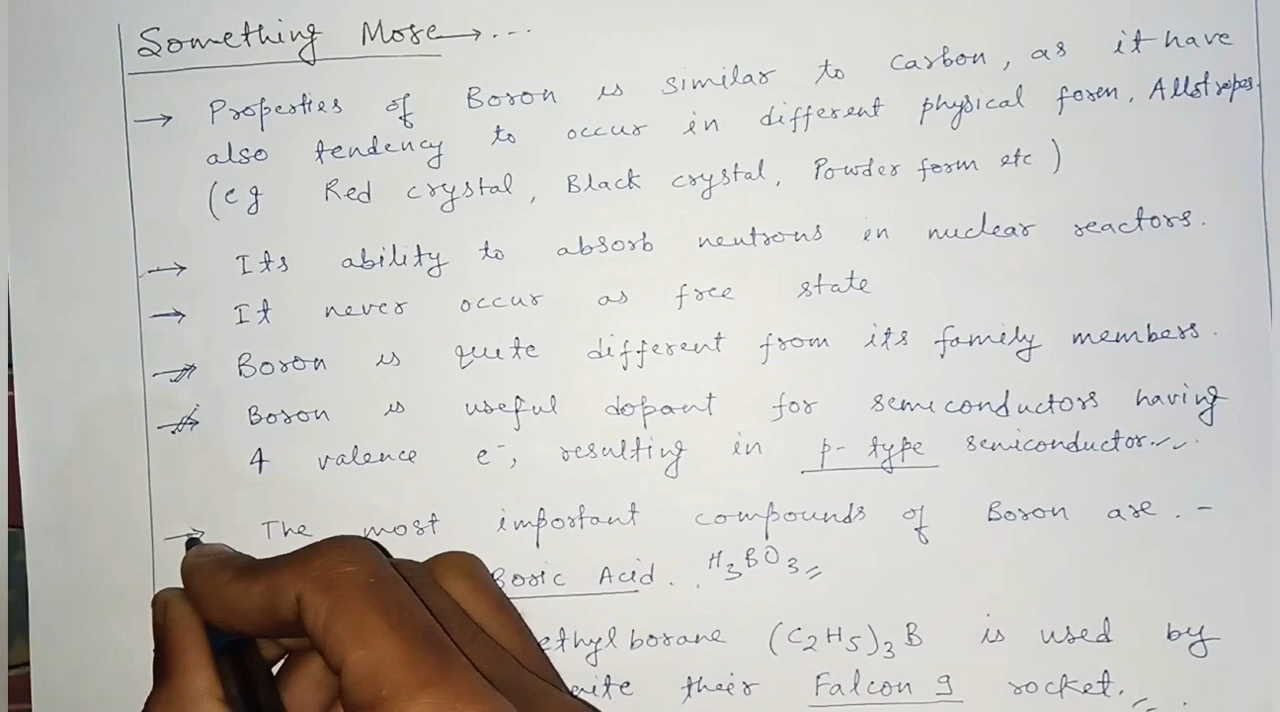 Something More → ...
→ Properties of Boron is similar to Carbon, as it have
also tendency to occur in different physical form, Allotropes.
(eg Red crystal, Black crystal, Powder form etc)
→ Its ability to absorb neutrons in nuclear reactors.
→ It never occur as free state
→ Boron is quite different from its family members.
→ Boron is useful dopant for semiconductors having
4 valence e⁻, resulting in p-type semiconductor.
→ The most important compounds of Boron are. -
Boric Acid. H₃BO₃
ethylborane (C₂H₅)₃B is used by
their Falcon 9 rocket.